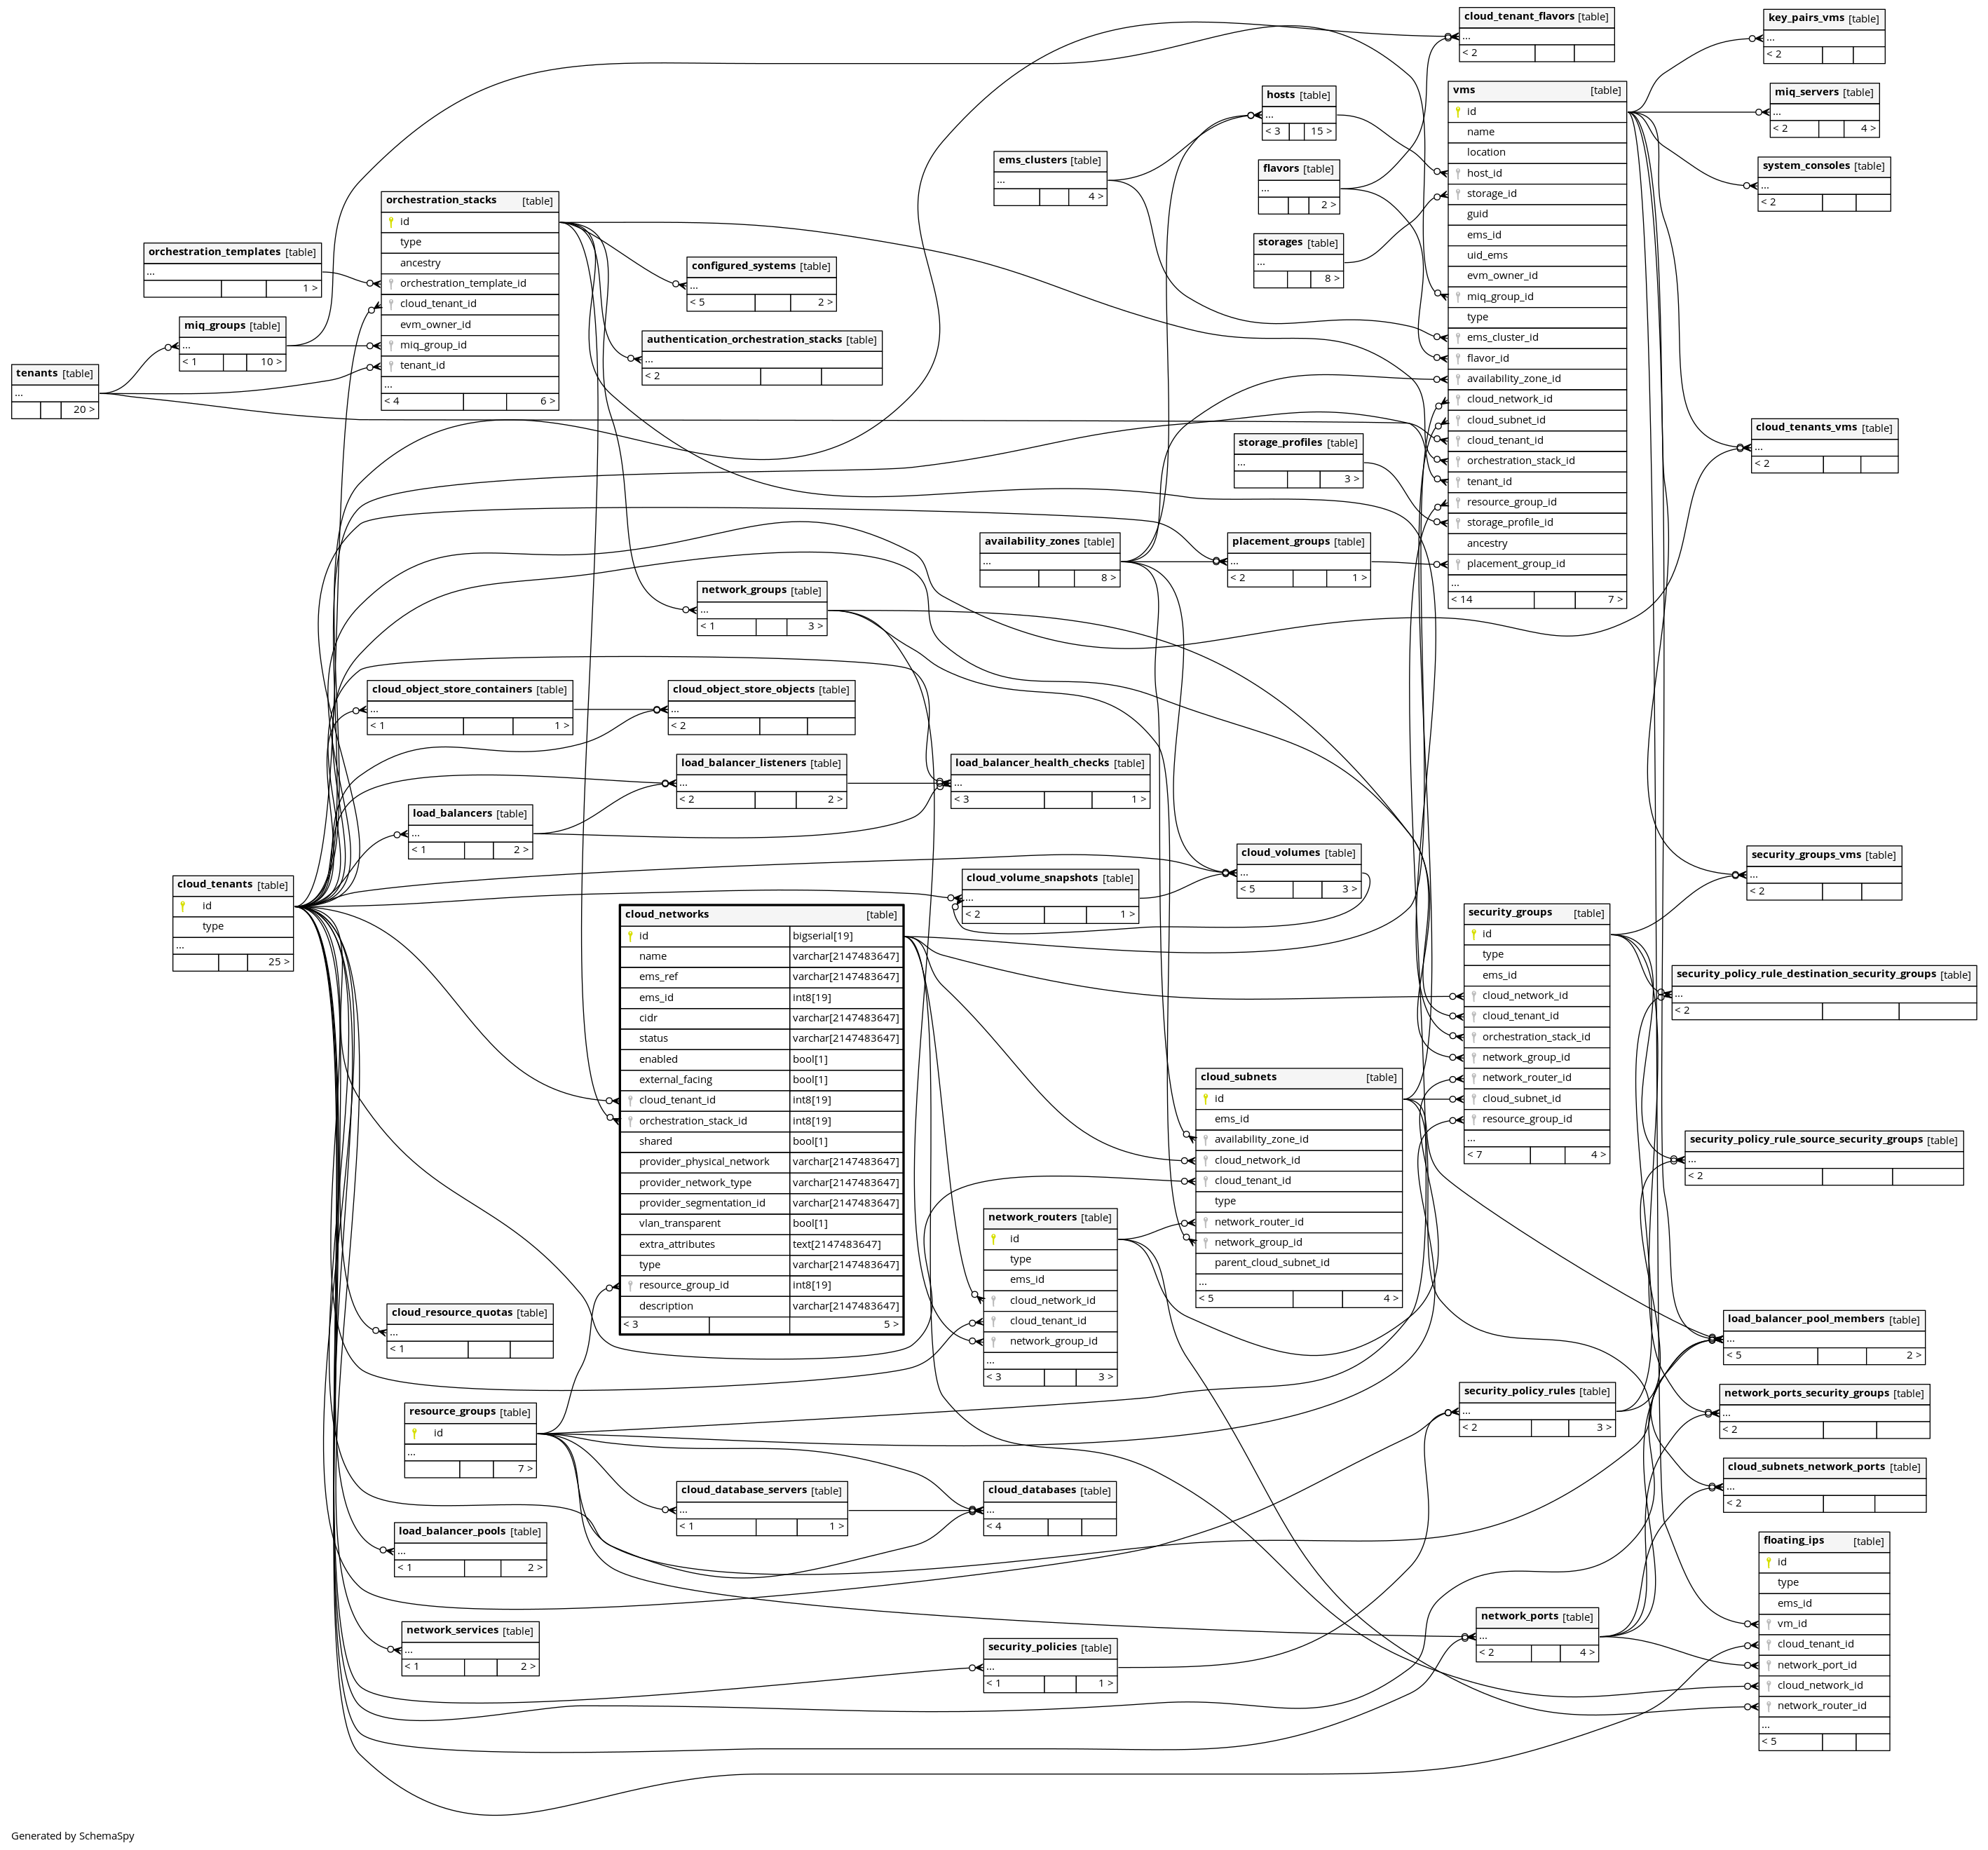 cloud_tenant_flavors [table]
...
< 2
key_pairs_vms [table]
...
< 2
vms [table]
id
name
location
host_id
storage_id
guid
ems_id
uid_ems
evm_owner_id
miq_group_id
type
ems_cluster_id
flavor_id
availability_zone_id
cloud_network_id
cloud_subnet_id
cloud_tenant_id
orchestration_stack_id
tenant_id
resource_group_id
storage_profile_id
ancestry
placement_group_id
...
< 14 7 >
hosts [table]
...
< 3 15 >
miq_servers [table]
...
< 2 4 >
ems_clusters [table]
...
4 >
flavors [table]
...
2 >
system_consoles [table]
...
< 2
storages [table]
...
8 >
orchestration_stacks [table]
id
type
ancestry
orchestration_template_id
cloud_tenant_id
evm_owner_id
miq_group_id
tenant_id
...
< 4 6 >
orchestration_templates [table]
...
1 >
configured_systems [table]
...
< 5 2 >
miq_groups [table]
...
< 1 10 >
authentication_orchestration_stacks [table]
...
< 2
tenants [table]
...
20 >
cloud_tenants_vms [table]
...
< 2
storage_profiles [table]
...
3 >
availability_zones [table]
...
8 >
placement_groups [table]
...
< 2 1 >
network_groups [table]
...
< 1 3 >
cloud_object_store_containers [table]
...
< 1 1 >
cloud_object_store_objects [table]
...
< 2
load_balancer_listeners [table]
...
< 2 2 >
load_balancer_health_checks [table]
...
< 3 1 >
load_balancers [table]
...
< 1 2 >
cloud_volumes [table]
...
< 5 3 >
security_groups_vms [table]
...
< 2
cloud_volume_snapshots [table]
...
< 2 1 >
cloud_tenants [table]
id
type
...
25 >
cloud_networks [table]
id bigserial[19]
name varchar[2147483647]
ems_ref varchar[2147483647]
ems_id int8[19]
cidr varchar[2147483647]
status varchar[2147483647]
enabled bool[1]
external_facing bool[1]
cloud_tenant_id int8[19]
orchestration_stack_id int8[19]
shared bool[1]
provider_physical_network varchar[2147483647]
provider_network_type varchar[2147483647]
provider_segmentation_id varchar[2147483647]
vlan_transparent bool[1]
extra_attributes text[2147483647]
type varchar[2147483647]
resource_group_id int8[19]
description varchar[2147483647]
< 3 5 >
security_groups [table]
id
type
ems_id
cloud_network_id
cloud_tenant_id
orchestration_stack_id
network_group_id
network_router_id
cloud_subnet_id
resource_group_id
...
< 7 4 >
security_policy_rule_destination_security_groups [table]
...
< 2
cloud_subnets [table]
id
ems_id
availability_zone_id
cloud_network_id
cloud_tenant_id
type
network_router_id
network_group_id
parent_cloud_subnet_id
...
< 5 4 >
security_policy_rule_source_security_groups [table]
...
< 2
network_routers [table]
id
type
ems_id
cloud_network_id
cloud_tenant_id
network_group_id
...
< 3 3 >
cloud_resource_quotas [table]
...
< 1
load_balancer_pool_members [table]
...
< 5 2 >
security_policy_rules [table]
...
< 2 3 >
network_ports_security_groups [table]
...
< 2
resource_groups [table]
id
...
7 >
cloud_subnets_network_ports [table]
...
< 2
cloud_database_servers [table]
...
< 1 1 >
cloud_databases [table]
...
< 4
load_balancer_pools [table]
...
< 1 2 >
floating_ips [table]
id
type
ems_id
vm_id
cloud_tenant_id
network_port_id
cloud_network_id
network_router_id
...
< 5
network_ports [table]
...
< 2 4 >
network_services [table]
...
< 1 2 >
security_policies [table]
...
< 1 1 >
Generated by SchemaSpy